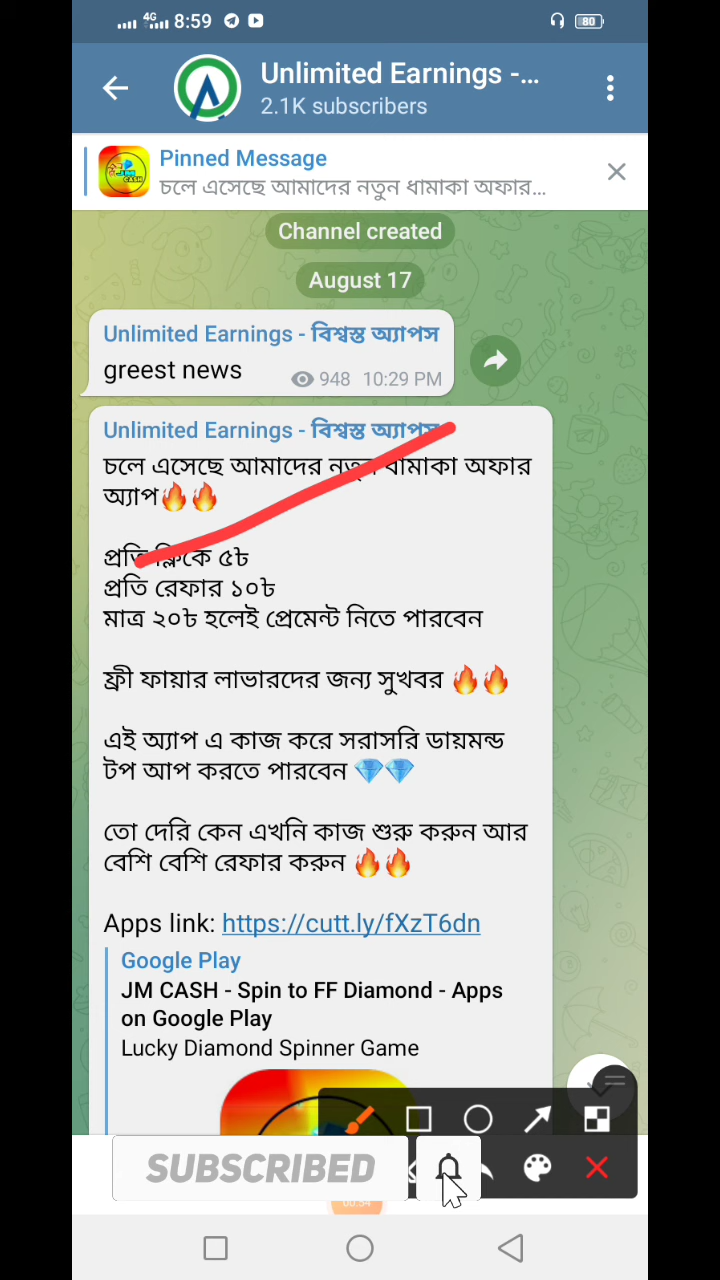 4G 8:59 80
Unlimited Earnings -...
2.1K subscribers
Pinned Message
চলে এসেছে আমাদের নতুন ধামাকা অফার...
Channel created
August 17
Unlimited Earnings - বিশ্বস্ত অ্যাপস
greest news
948 10:29 PM
Unlimited Earnings - বিশ্বস্ত অ্যাপস
চলে এসেছে আমাদের নতুন ধামাকা অফার
অ্যাপ🔥🔥
প্রতি ক্লিকে ৫৳
প্রতি রেফার ১০৳
মাত্র ২০৳ হলেই প্রেমেন্ট নিতে পারবেন
ফ্রী ফায়ার লাভারদের জন্য সুখবর 🔥🔥
এই অ্যাপ এ কাজ করে সরাসরি ডায়মন্ড
টপ আপ করতে পারবেন 💎💎
তো দেরি কেন এখনি কাজ শুরু করুন আর
বেশি বেশি রেফার করুন 🔥🔥
Apps link: https://cutt.ly/fXzT6dn
Google Play
JM CASH - Spin to FF Diamond - Apps
on Google Play
Lucky Diamond Spinner Game
SUBSCRIBED